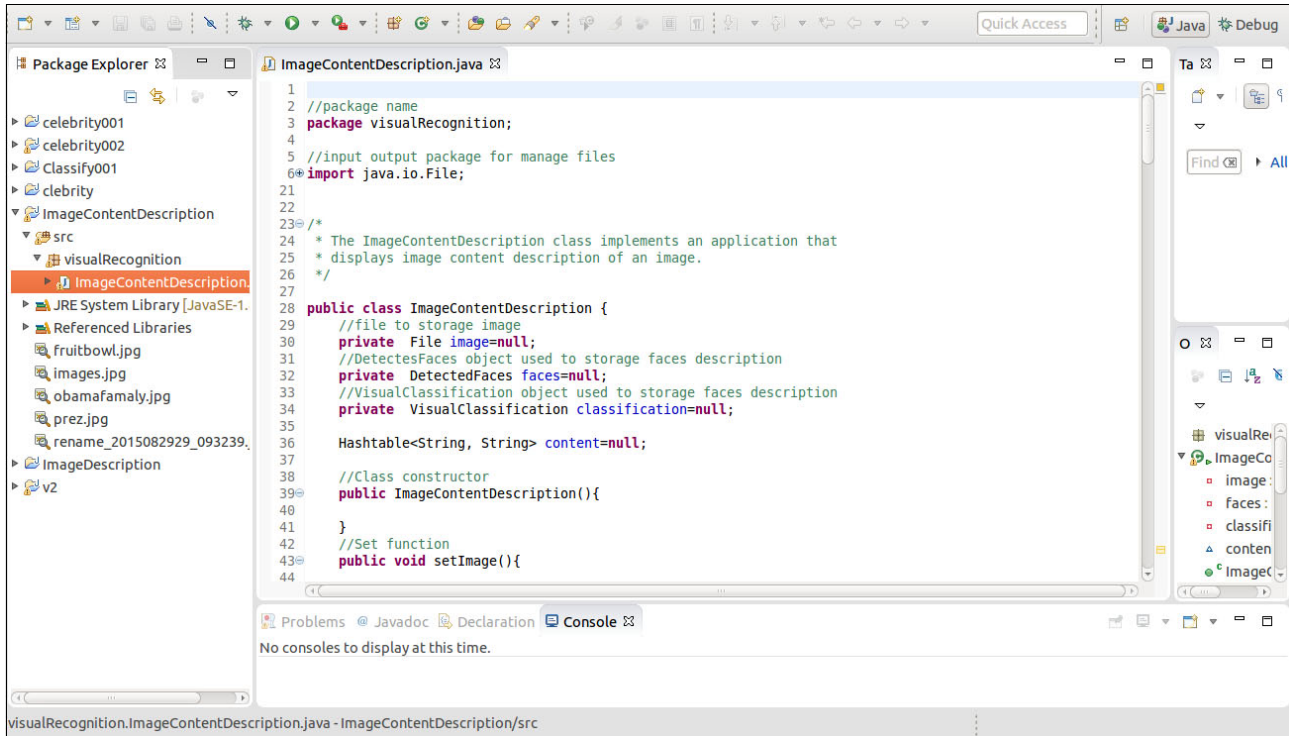 Quick Access
Java
Debug
Package Explorer
celebrity001
celebrity002
Classify001
clebrity
ImageContentDescription
src
visualRecognition
ImageContentDescription.
JRE System Library [JavaSE-1.
Referenced Libraries
fruitbowl.jpg
images.jpg
obamafamaly.jpg
prez.jpg
rename_2015082929_093239.
ImageDescription
v2
ImageContentDescription.java
1
2 //package name
3 package visualRecognition;
4
5 //input output package for manage files
6 import java.io.File;
21
22
23 /*
24 * The ImageContentDescription class implements an application that
25 * displays image content description of an image.
26 */
27
28 public class ImageContentDescription {
29 //file to storage image
30 private File image=null;
31 //DetectesFaces object used to storage faces description
32 private DetectedFaces faces=null;
33 //VisualClassification object used to storage faces description
34 private VisualClassification classification=null;
35
36 Hashtable<String, String> content=null;
37
38 //Class constructor
39 public ImageContentDescription(){
40
41 }
42 //Set function
43 public void setImage(){
44
Ta
Find
All
O
visualRe
ImageCo
image :
faces :
classifi
conten
ImageC
Problems @ Javadoc Declaration Console
No consoles to display at this time.
visualRecognition.ImageContentDescription.java - ImageContentDescription/src